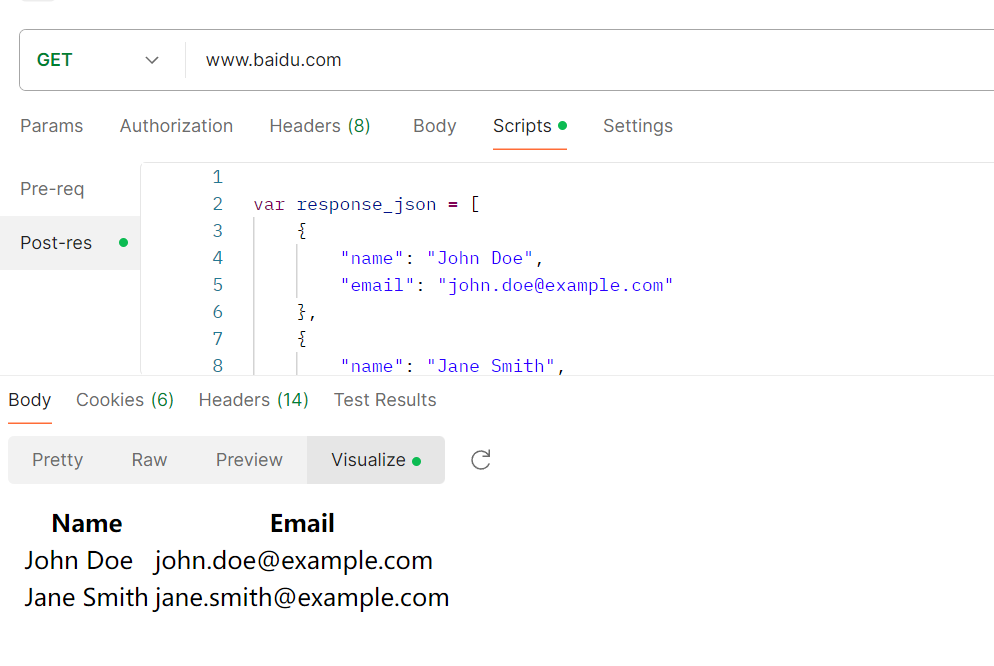 GET www.baidu.com
Params Authorization Headers (8) Body Scripts Settings
Pre-req
Post-res
1
2 var response_json = [
3 {
4 "name": "John Doe",
5 "email": "john.doe@example.com"
6 },
7 {
8 "name": "Jane Smith",
Body Cookies (6) Headers (14) Test Results
Pretty Raw Preview Visualize
Name Email
John Doe john.doe@example.com
Jane Smith jane.smith@example.com